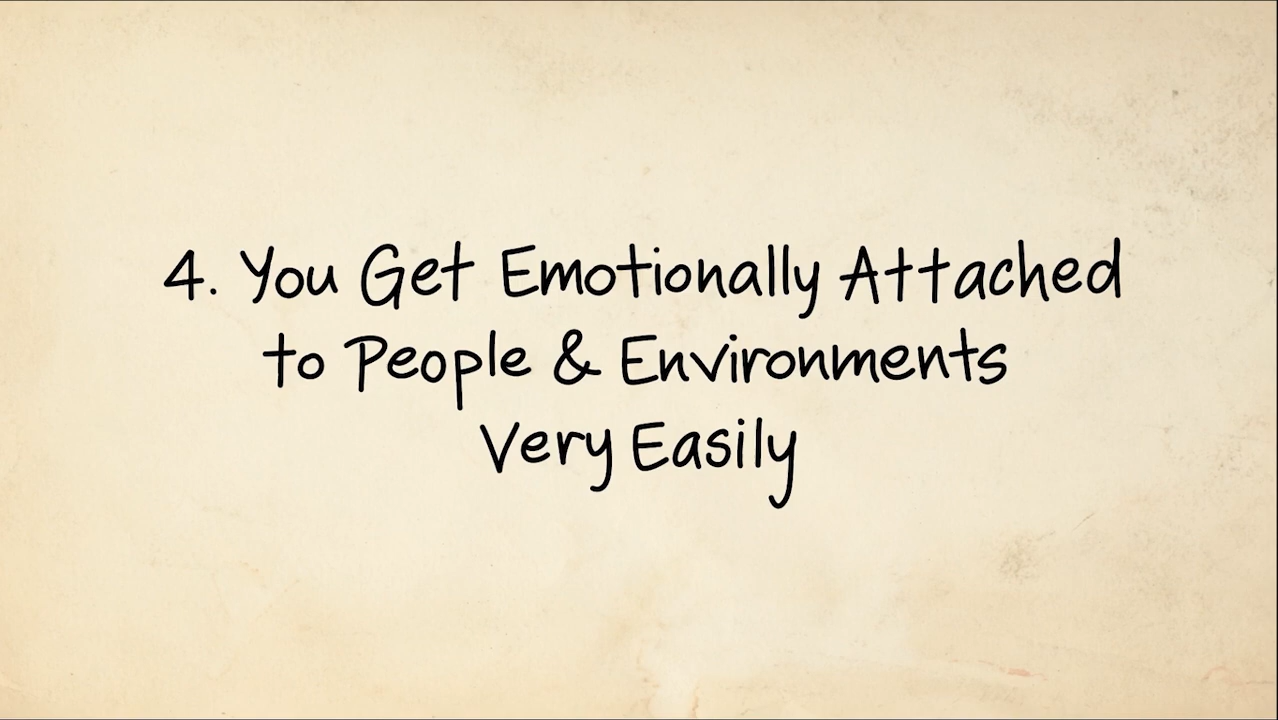 4. You Get Emotionally Attached
to People & Environments
Very Easily